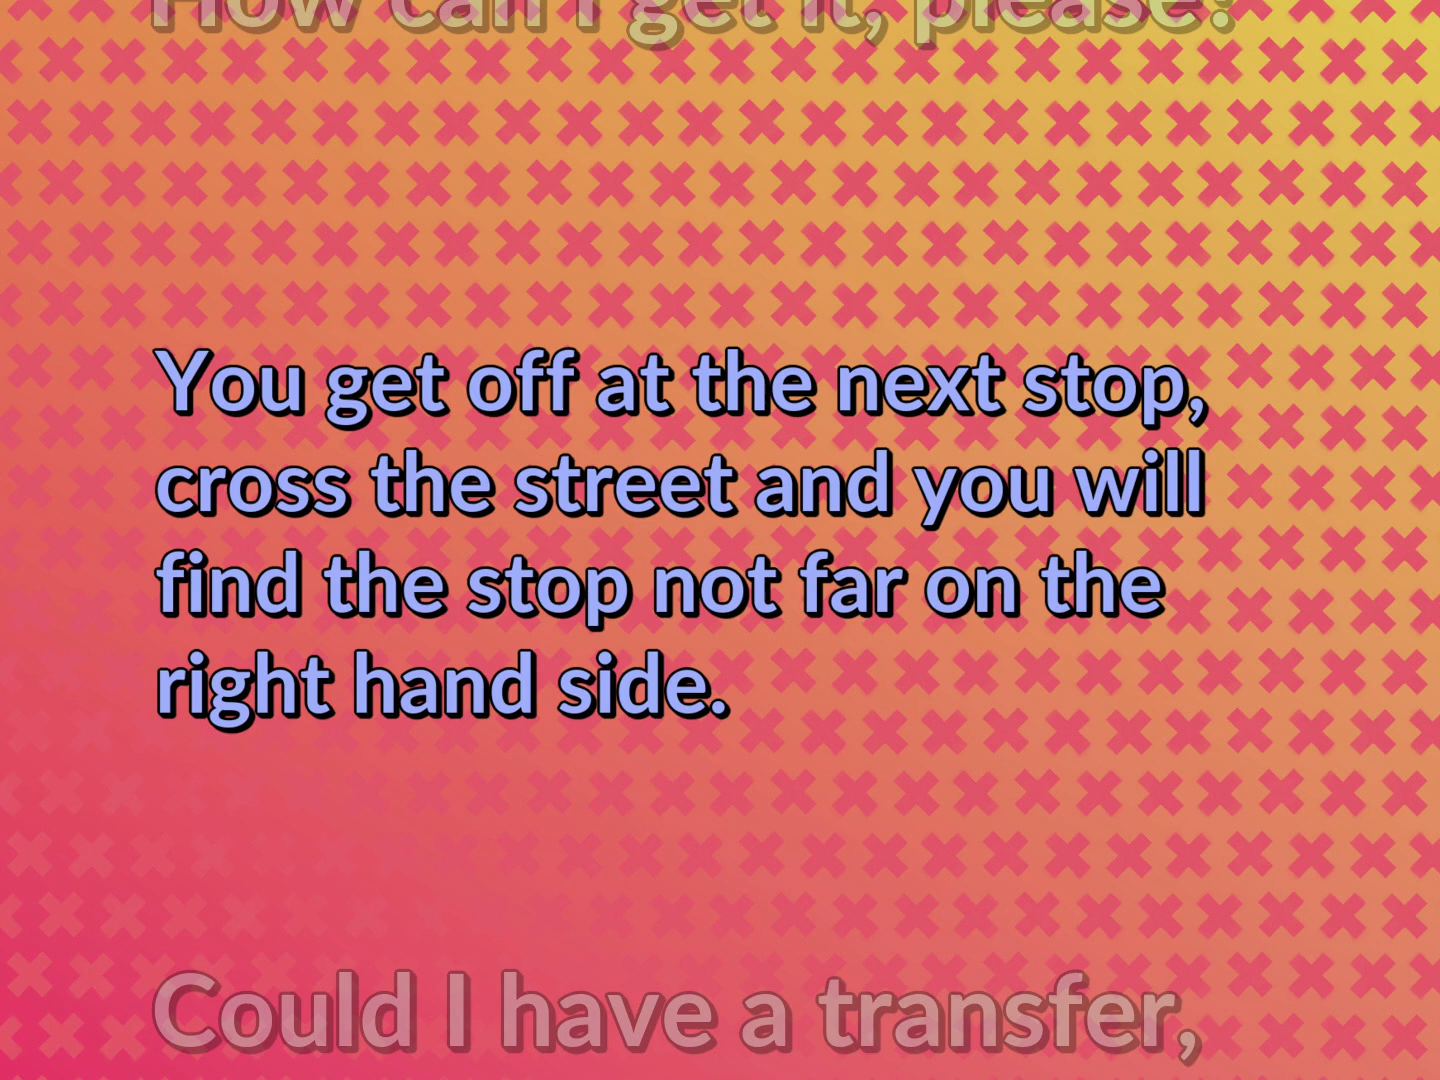 How can I get it, please?
You get off at the next stop,
cross the street and you will
find the stop not far on the
right hand side.
Could I have a transfer,